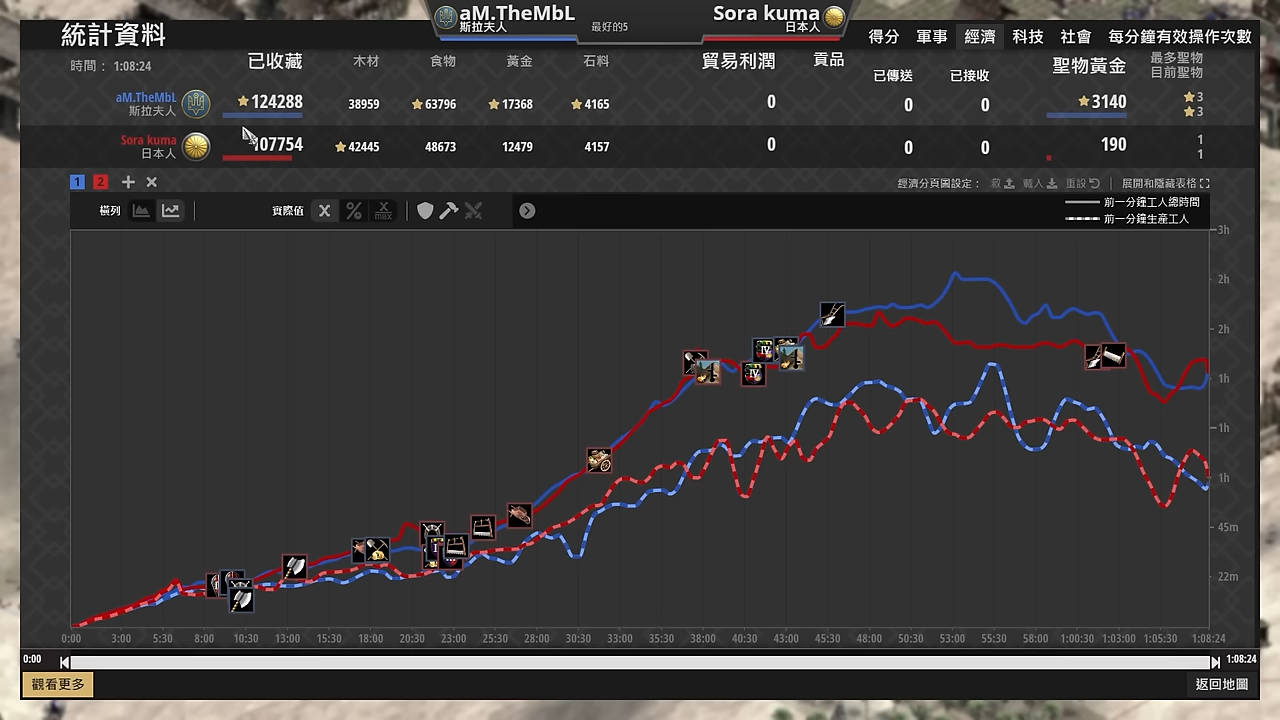 aM.TheMbL
斯拉夫人
最好的5
Sora kuma
日本人
統計資料
得分 軍事 經濟 科技 社會 每分鐘有效操作次數
時間： 1:08:24
已收藏 木材 食物 黃金 石料 貿易利潤 貢品 已傳送 已接收 聖物黃金 最多聖物
目前聖物
aM.TheMbL
斯拉夫人
124288 38959 63796 17368 4165 0 0 0 3140 3
3
Sora kuma
日本人
107754 42445 48673 12479 4157 0 0 0 190 1
1
1 2
經濟分頁圖設定： 載入 重設 展開和隱藏表格
橫列 實際值 X % X max
前一分鐘工人總時間
前一分鐘生產工人
3h
2h
2h
1h
1h
1h
45m
22m
0:00 3:00 5:30 8:00 10:30 13:00 15:30 18:00 20:30 23:00 25:30 28:00 30:30 33:00 35:30 38:00 40:30 43:00 45:30 48:00 50:30 53:00 55:30 58:00 1:00:30 1:03:00 1:05:30 1:08:24
0:00 1:08:24
觀看更多 返回地圖